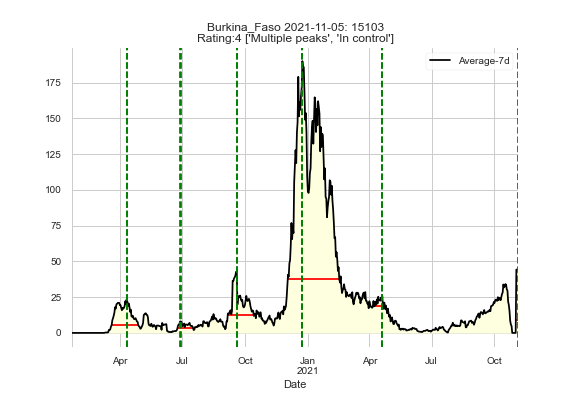 Burkina_Faso 2021-11-05: 15103
Rating:4 ['Multiple peaks', 'In control']
Average-7d
175
150
125
100
75
50
25
0
Apr Jul Oct Jan Apr Jul Oct
2021
Date